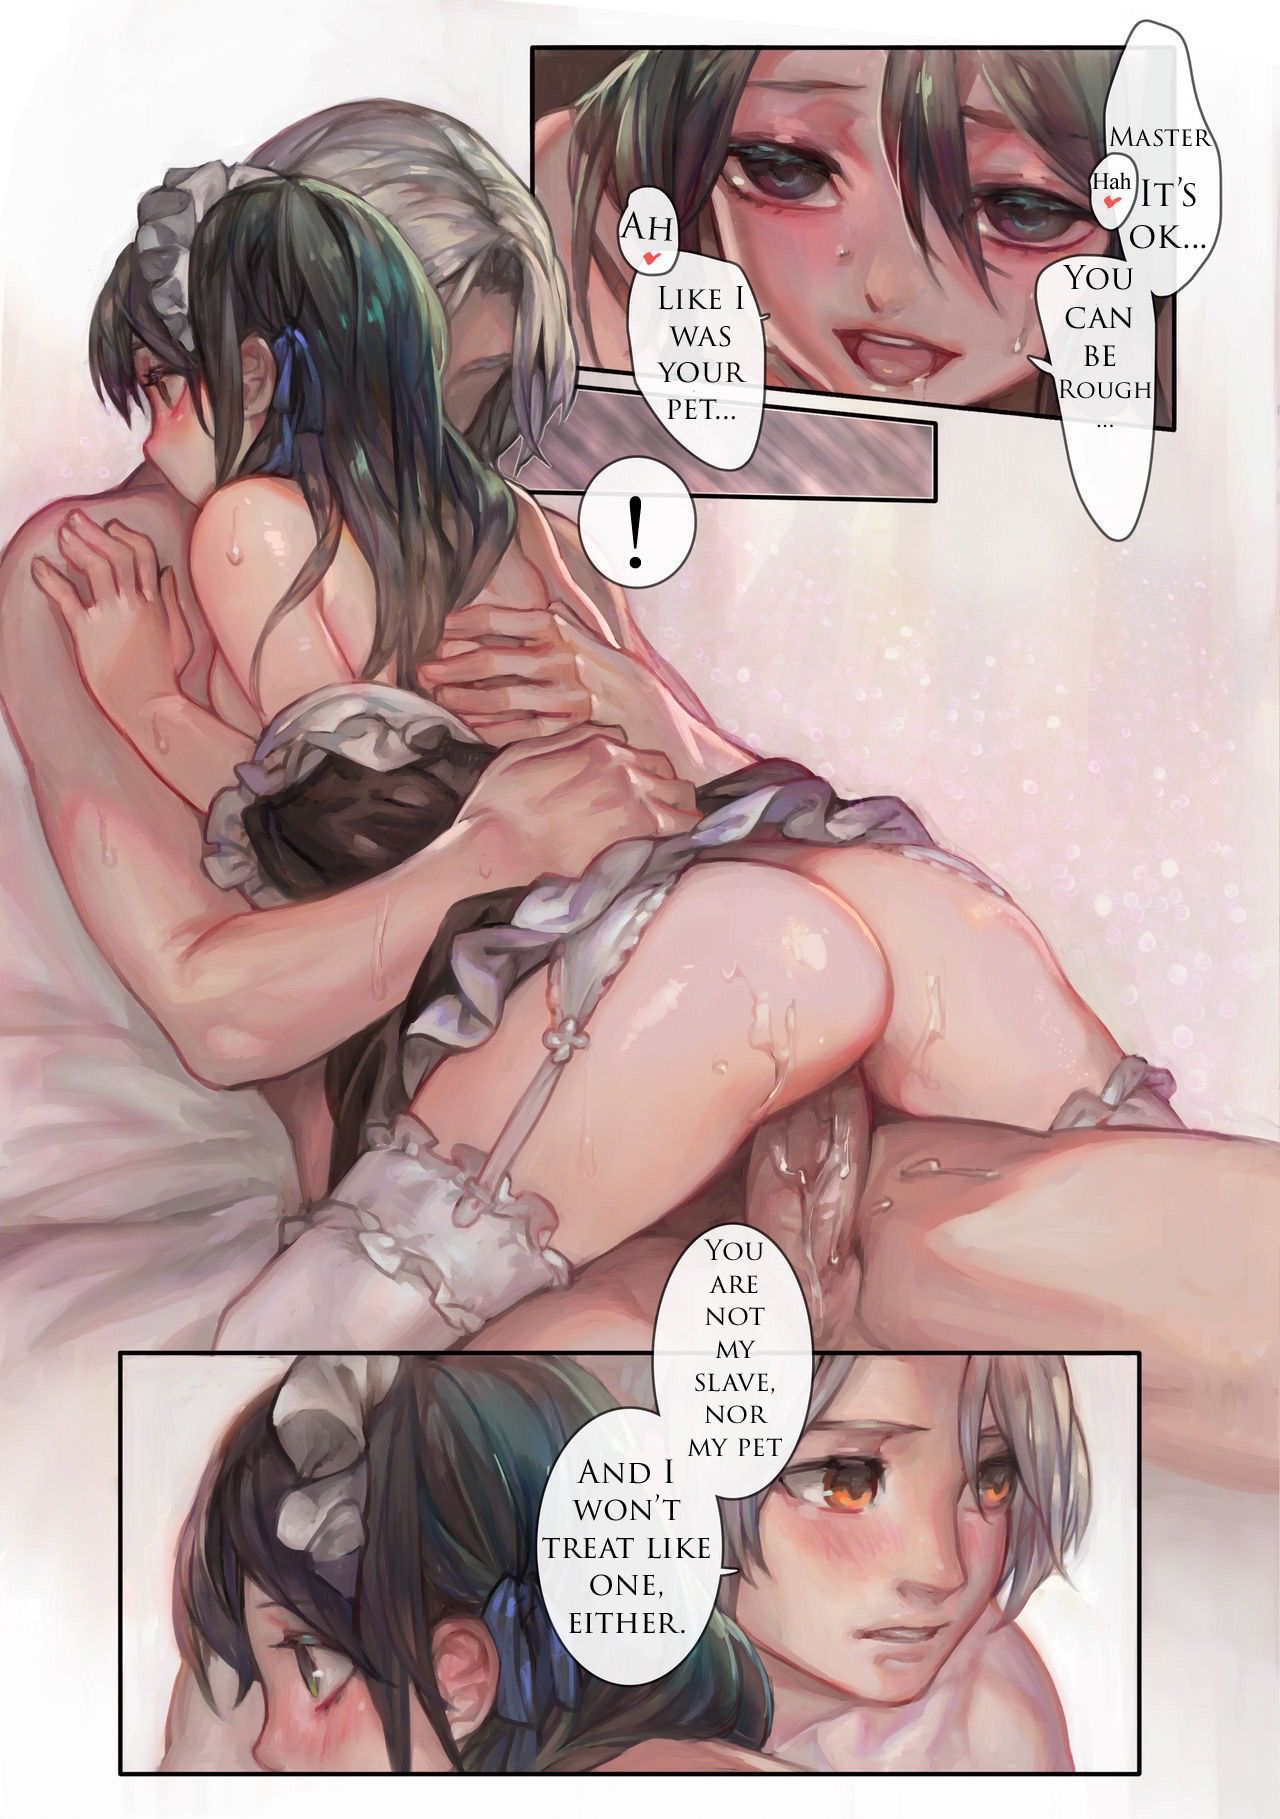 MASTER
IT'S
OK...
Hah
YOU
CAN
BE
ROUGH
...
AH
LIKE I
WAS
YOUR
PET...
!
YOU
ARE
NOT
MY
SLAVE,
NOR
MY PET
AND I
WON'T
TREAT LIKE
ONE,
EITHER.